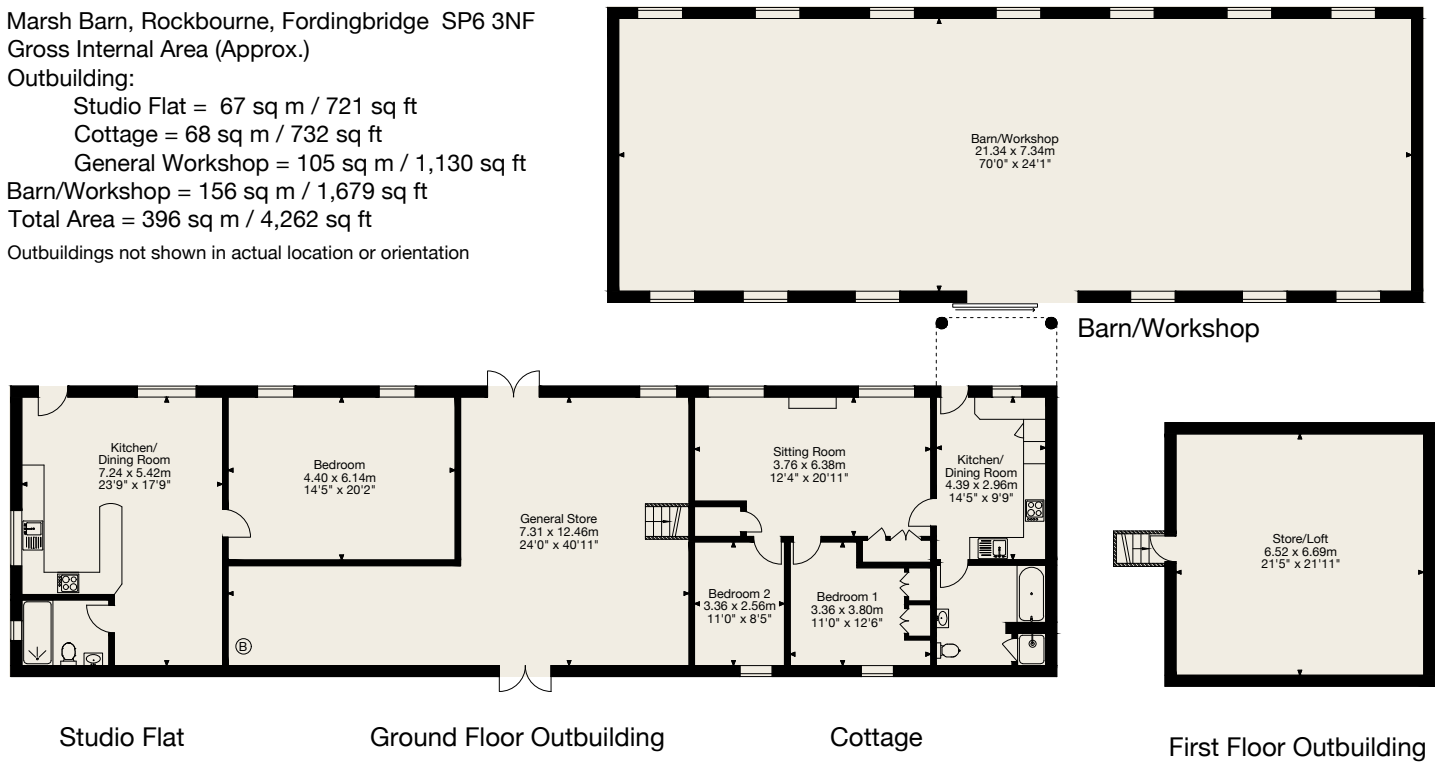 Marsh Barn, Rockbourne, Fordingbridge  SP6 3NF
Gross Internal Area (Approx.)
Outbuilding:
Studio Flat =  67 sq m / 721 sq ft
Cottage = 68 sq m / 732 sq ft
General Workshop = 105 sq m / 1,130 sq ft
Barn/Workshop = 156 sq m / 1,679 sq ft
Total Area = 396 sq m / 4,262 sq ft
Outbuildings not shown in actual location or orientation
Barn/Workshop
21.34 x 7.34m
70'0" x 24'1"
Barn/Workshop
Kitchen/
Dining Room
7.24 x 5.42m
23'9" x 17'9"
Bedroom
4.40 x 6.14m
14'5" x 20'2"
General Store
7.31 x 12.46m
24'0" x 40'11"
B
Sitting Room
3.76 x 6.38m
12'4" x 20'11"
Kitchen/
Dining Room
4.39 x 2.96m
14'5" x 9'9"
Bedroom 2
3.36 x 2.56m
11'0" x 8'5"
Bedroom 1
3.36 x 3.80m
11'0" x 12'6"
Store/Loft
6.52 x 6.69m
21'5" x 21'11"
Studio Flat
Ground Floor Outbuilding
Cottage
First Floor Outbuilding